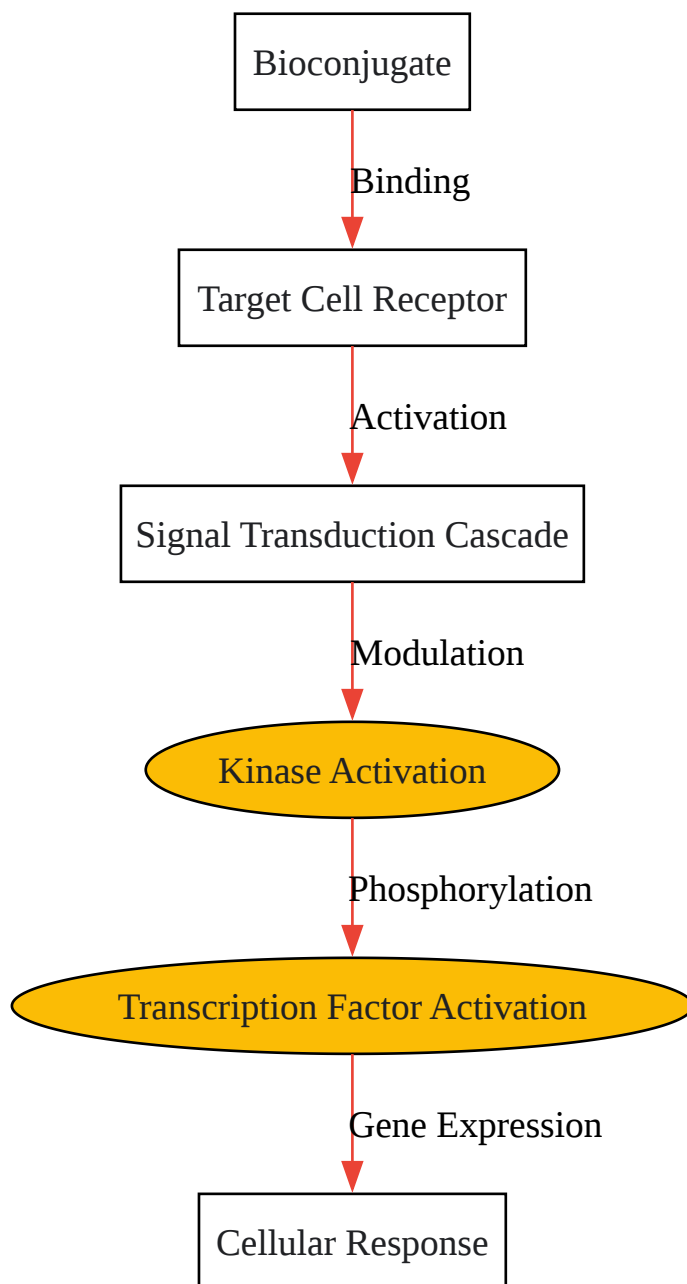 Bioconjugate
Binding
Target Cell Receptor
Activation
Signal Transduction Cascade
Modulation
Kinase Activation
Phosphorylation
Transcription Factor Activation
Gene Expression
Cellular Response